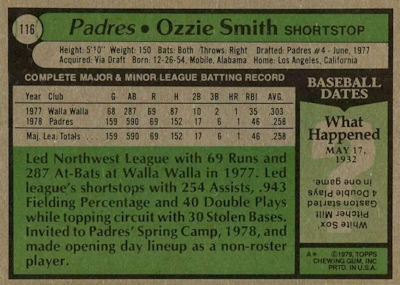 116 Padres • Ozzie Smith SHORTSTOP
Height: 5'10" Weight: 150 Bats: Both Throws: Right Drafted: Padres #4 - June, 1977
Acquired: Via Draft Born: 12-26-54, Mobile, Alabama Home: Los Angeles, California
COMPLETE MAJOR & MINOR LEAGUE BATTING RECORD
Year Club G AB R H 2B 3B HR RBI AVG.
1977 Walla Walla 68 287 69 87 10 2 1 35 .303
1978 Padres 159 590 69 152 17 6 1 46 .258
Maj. Lea. Totals . . . . 159 590 69 152 17 6 1 46 .258
Led Northwest League with 69 Runs and
287 At-Bats at Walla Walla in 1977. Led
league's shortstops with 254 Assists, .943
Fielding Percentage and 40 Double Plays
while topping circuit with 30 Stolen Bases.
Invited to Padres' Spring Camp, 1978, and
made opening day lineup as a non-roster
player.
BASEBALL
DATES
What
Happened
MAY 17,
1932
White Sox'
Pitcher Milt
Gaston started
4 Double Plays
in one game.
A* ©1979, TOPPS
CHEWING GUM, INC
PRTD. IN U.S.A.